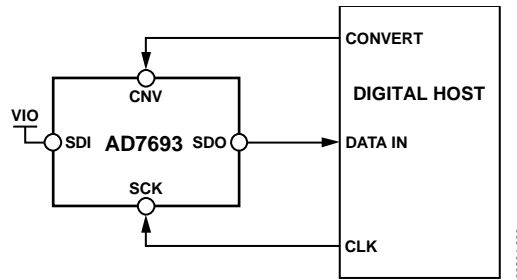 CONVERT
CNV
VIO
DIGITAL HOST
SDI AD7693 SDO
DATA IN
SCK
CLK